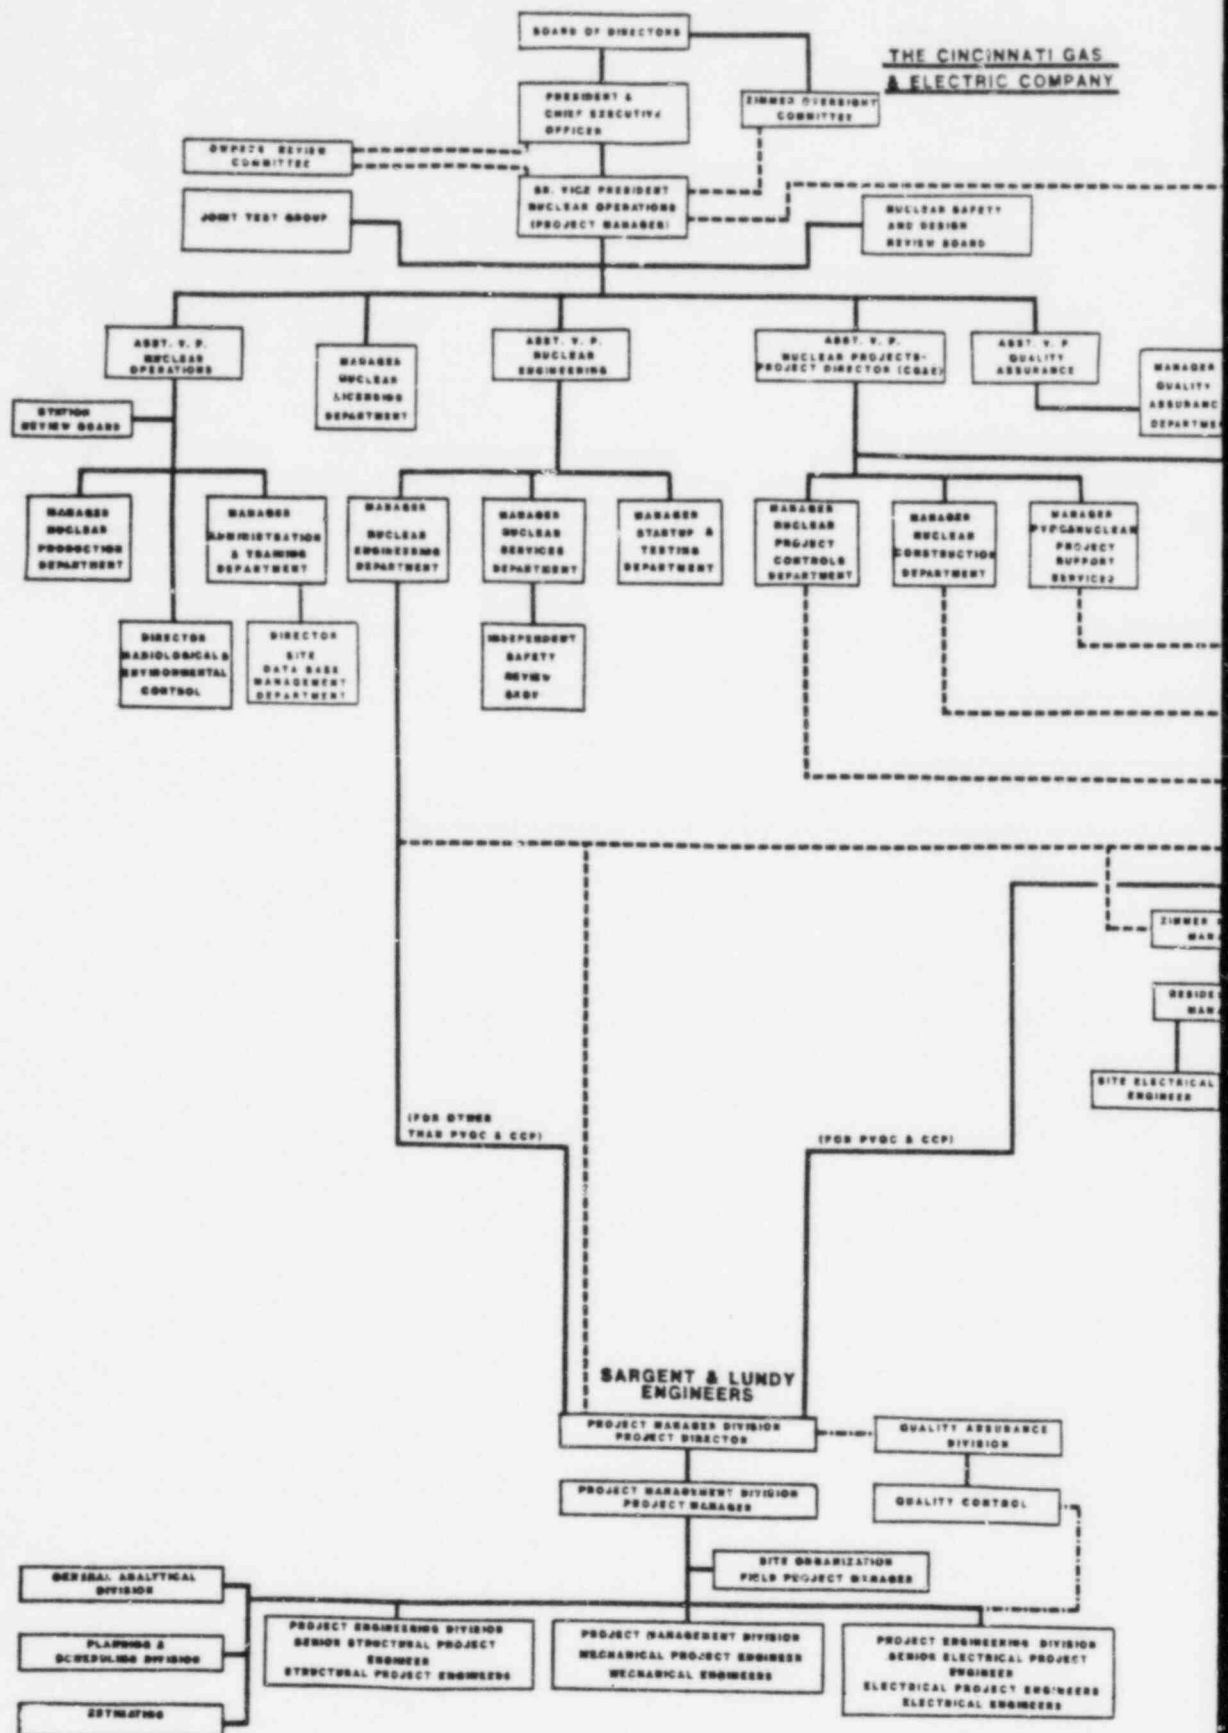 BOARD OF DIRECTORS
THE CINCINNATI GAS
& ELECTRIC COMPANY
PRESIDENT &
CHIEF EXECUTIVE
OFFICER
ZIMMER OVERSIGHT
COMMITTEE
OWNERS REVIEW
COMMITTEE
SR. VICE PRESIDENT
NUCLEAR OPERATIONS
(PROJECT MANAGER)
JOINT TEST GROUP
NUCLEAR SAFETY
AND DESIGN
REVIEW BOARD
ASST. V. P.
NUCLEAR
OPERATIONS
MANAGER
NUCLEAR
LICENSING
DEPARTMENT
ASST. V. P.
NUCLEAR
ENGINEERING
ASST. V. P.
NUCLEAR PROJECTS-
PROJECT DIRECTOR (CG&E)
ASST. V. P
QUALITY
ASSURANCE
MANAGER
QUALITY
ASSURANC
DEPARTMEN
STATION
REVIEW BOARD
MANAGER
NUCLEAR
PRODUCTION
DEPARTMENT
MANAGER
ADMINISTRATION
& TRAINING
DEPARTMENT
MANAGER
NUCLEAR
ENGINEERING
DEPARTMENT
MANAGER
NUCLEAR
SERVICES
DEPARTMENT
MANAGER
STARTUP &
TESTING
DEPARTMENT
MANAGER
NUCLEAR
PROJECT
CONTROLS
DEPARTMENT
MANAGER
NUCLEAR
CONSTRUCTION
DEPARTMENT
MANAGER
PROJECT
SUPPORT
SERVICES
DIRECTOR
RADIOLOGICAL &
ENVIRONMENTAL
CONTROL
DIRECTOR
SITE
DATA BASE
MANAGEMENT
DEPARTMENT
INDEPENDENT
SAFETY
REVIEW
BODY
ZIMMER
MANA
RESIDE
MANA
SITE ELECTRICAL
ENGINEER
(FOR OTHER
THAN PVQC & CCP)
(FOR PVQC & CCP)
SARGENT & LUNDY
ENGINEERS
PROJECT MANAGER DIVISION
PROJECT DIRECTOR
QUALITY ASSURANCE
DIVISION
PROJECT MANAGEMENT DIVISION
PROJECT MANAGER
QUALITY CONTROL
SITE ORGANIZATION
FIELD PROJECT MANAGER
GENERAL ANALYTICAL
DIVISION
PLANNING &
SCHEDULING DIVISION
ESTIMATING
PROJECT ENGINEERING DIVISION
SENIOR STRUCTURAL PROJECT
ENGINEER
STRUCTURAL PROJECT ENGINEERS
PROJECT MANAGEMENT DIVISION
MECHANICAL PROJECT ENGINEER
MECHANICAL ENGINEERS
PROJECT ENGINEERING DIVISION
SENIOR ELECTRICAL PROJECT
ENGINEER
ELECTRICAL PROJECT ENGINEERS
ELECTRICAL ENGINEERS